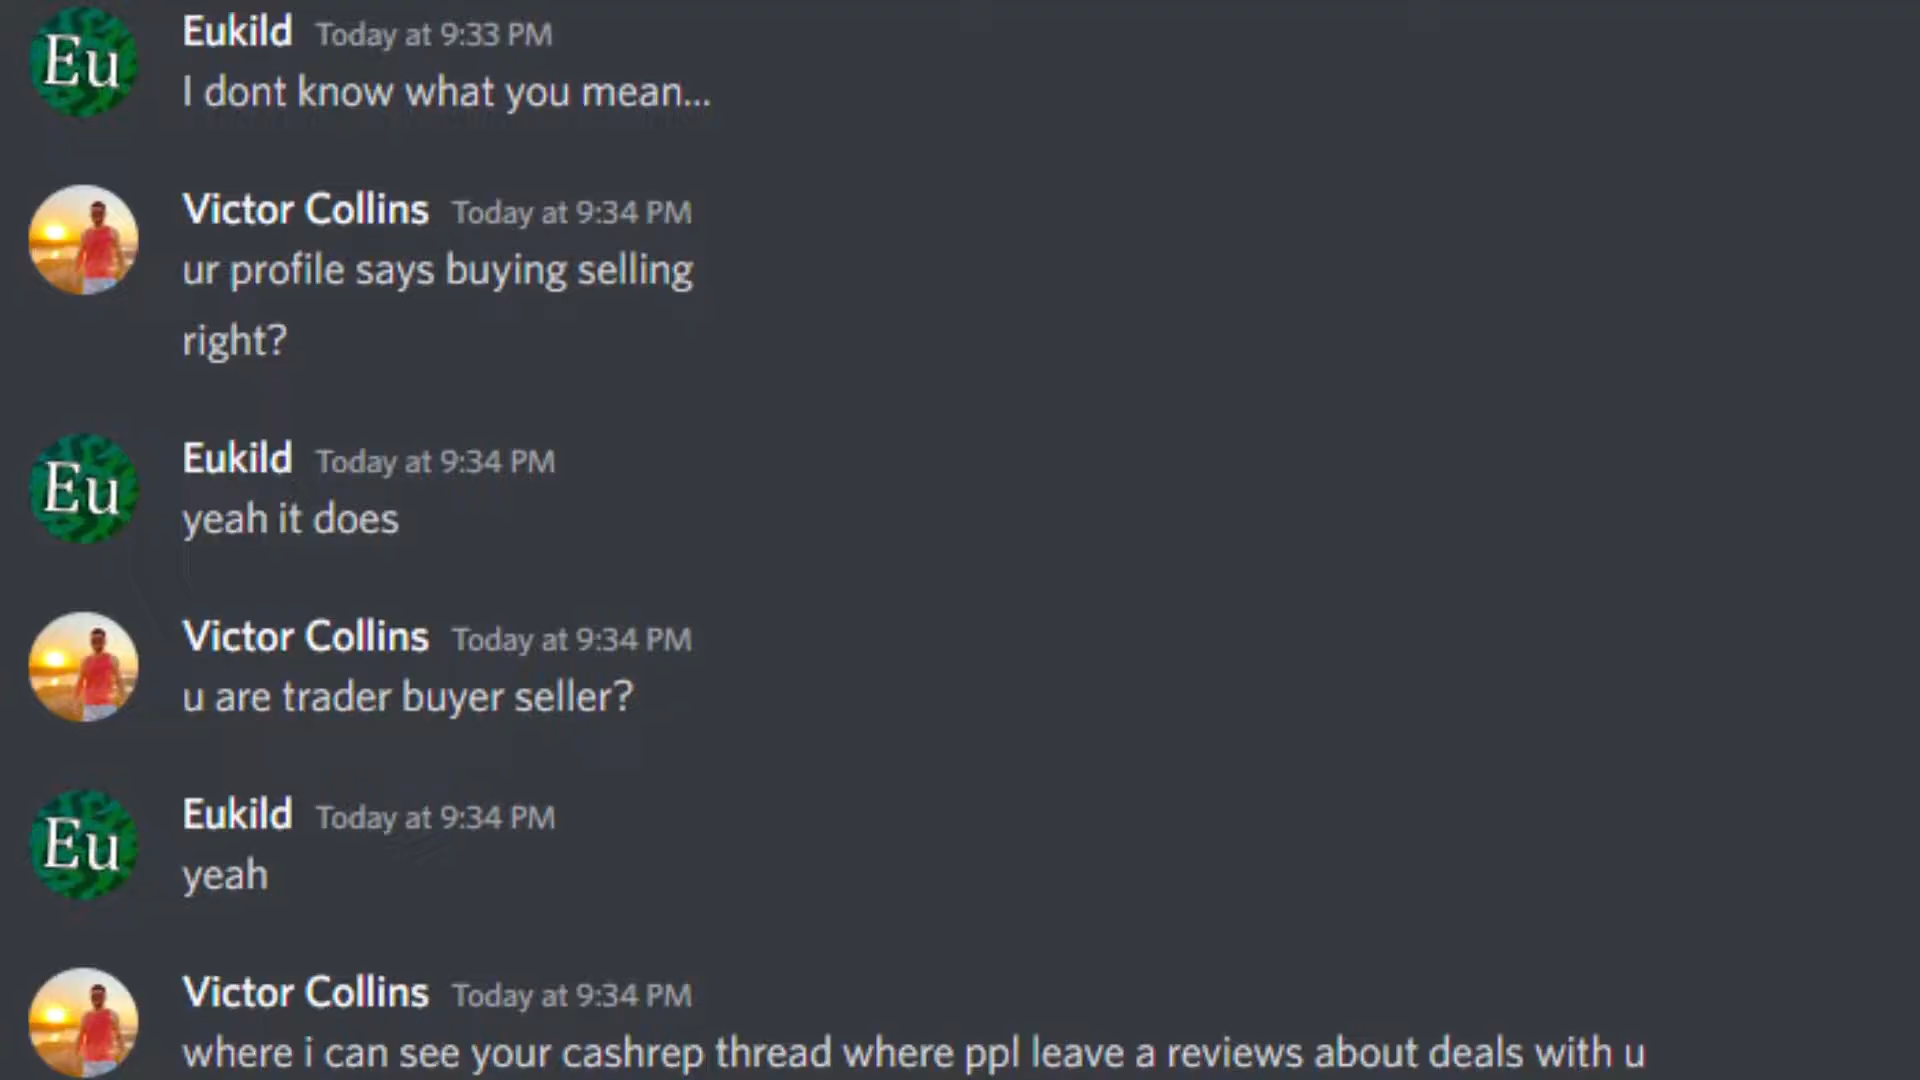 Eu
Eukild Today at 9:33 PM
I dont know what you mean...
Victor Collins Today at 9:34 PM
ur profile says buying selling
right?
Eu
Eukild Today at 9:34 PM
yeah it does
Victor Collins Today at 9:34 PM
u are trader buyer seller?
Eu
Eukild Today at 9:34 PM
yeah
Victor Collins Today at 9:34 PM
where i can see your cashrep thread where ppl leave a reviews about deals with u